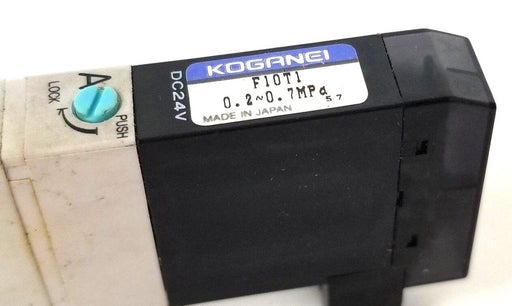 A
LOCK
PUSH
DC24V
KOGANEI
F10T1
0.2~0.7MPa
57
MADE IN JAPAN